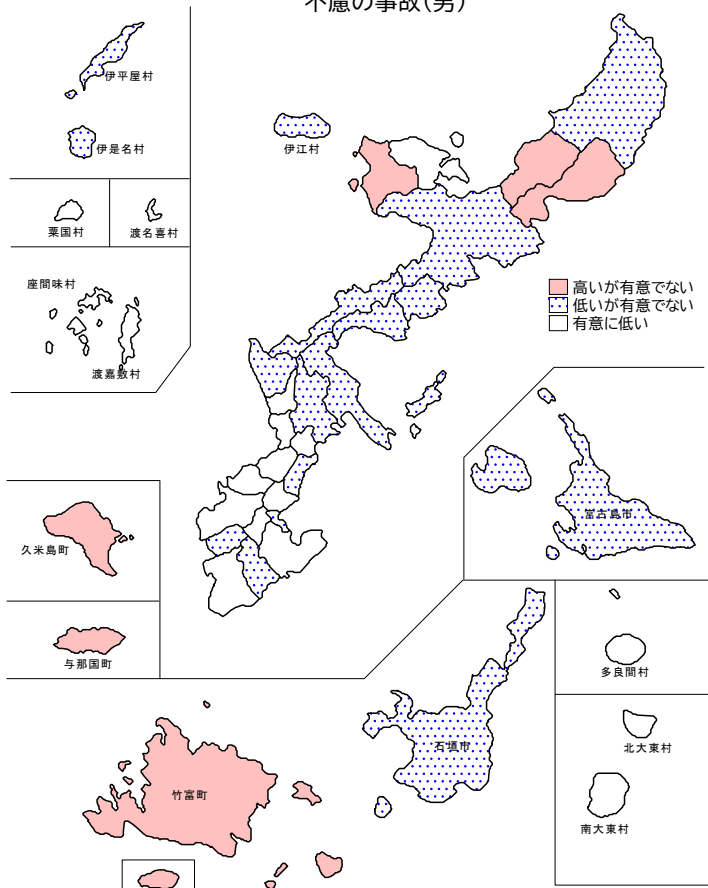 不慮の事故(男)
伊平屋村
伊是名村
伊江村
粟国村
渡名喜村
座間味村
渡嘉敷村
高いが有意でない
低いが有意でない
有意に低い
宮古島市
久米島町
与那国町
多良間村
石垣市
北大東村
竹富町
南大東村